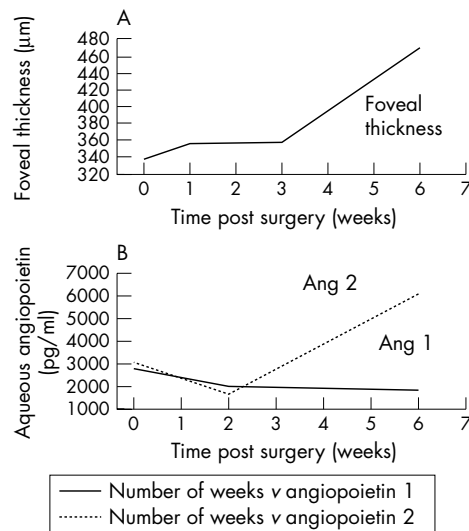 A
Foveal thickness (μm)
480
460
440
420
400
380
360
340
320
Foveal
thickness
0 1 2 3 4 5 6 7
Time post surgery (weeks)
B
Aqueous angiopoietin
(pg/ml)
7000
6000
5000
4000
3000
2000
1000
Ang 2
Ang 1
0 1 2 3 4 5 6 7
Time post surgery (weeks)
Number of weeks v angiopoietin 1
Number of weeks v angiopoietin 2